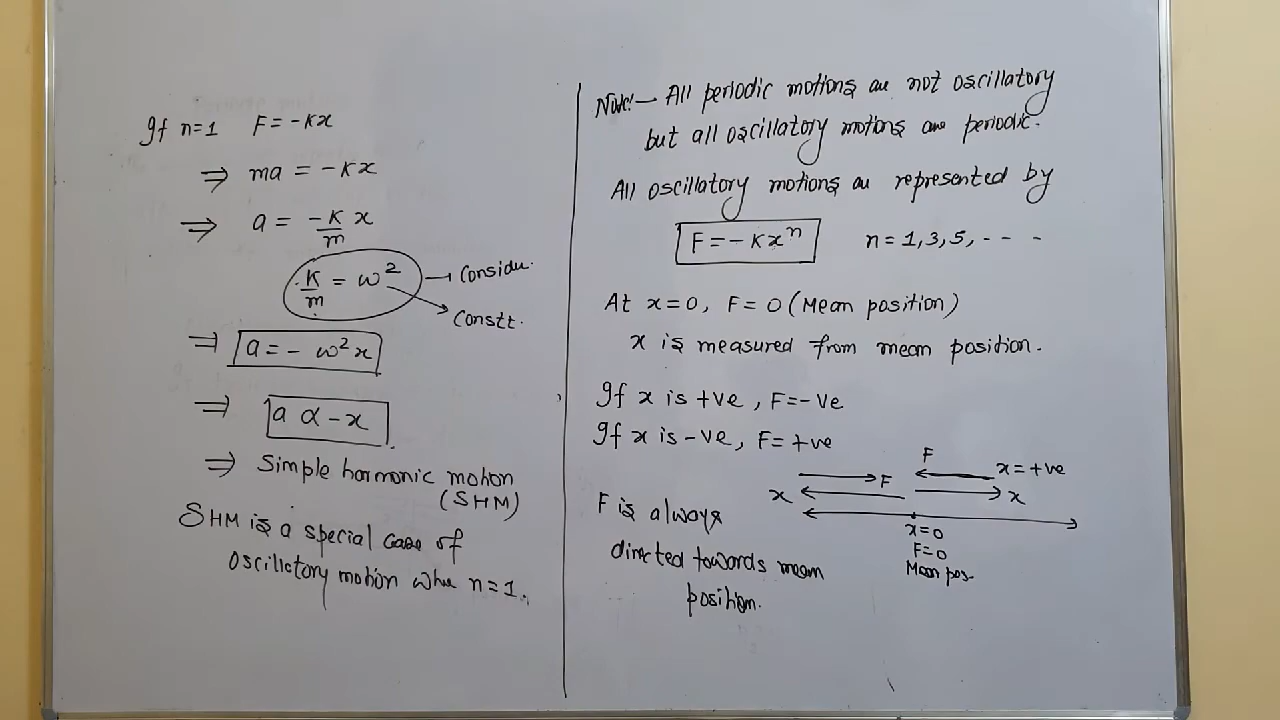 If n=1 F = -kx
⇒ ma = -kx
⇒ a = -k/m x
k/m = ω² → Consider.
→ Constt.
⇒ a = - ω²x
⇒ a α - x
⇒ Simple harmonic motion
(SHM)
SHM is a special case of
oscillatory motion when n=1.
Note:- All periodic motions are not oscillatory
but all oscillatory motions are periodic.
All oscillatory motions are represented by
F = -kxⁿ n = 1,3,5, - - -
At x=0, F = 0 (Mean position)
x is measured from mean position.
If x is +ve, F=-ve
If x is -ve, F= +ve
F x=+ve
F
x x
F is always
directed towards mean
position.
x=0
F=0
Mean pos.